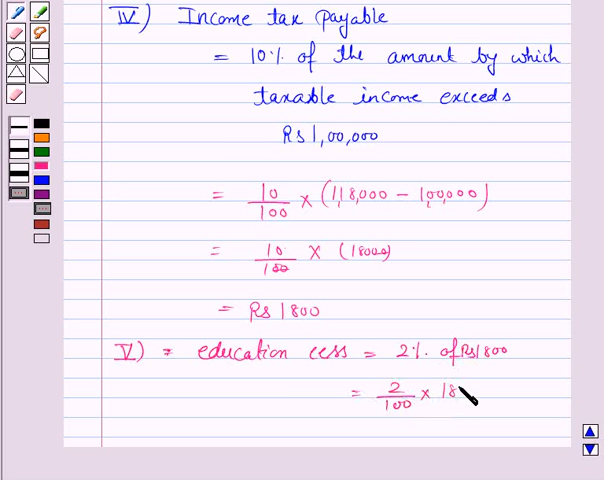 IV) Income tax payable
= 10% of the amount by which
taxable income exceeds
Rs 1,00,000
= 10/100 × (1,18,000 - 1,00,000)
= 10/100 × (18000)
= Rs 1800
V) = education cess = 2% of Rs 1800
= 2/100 × 18